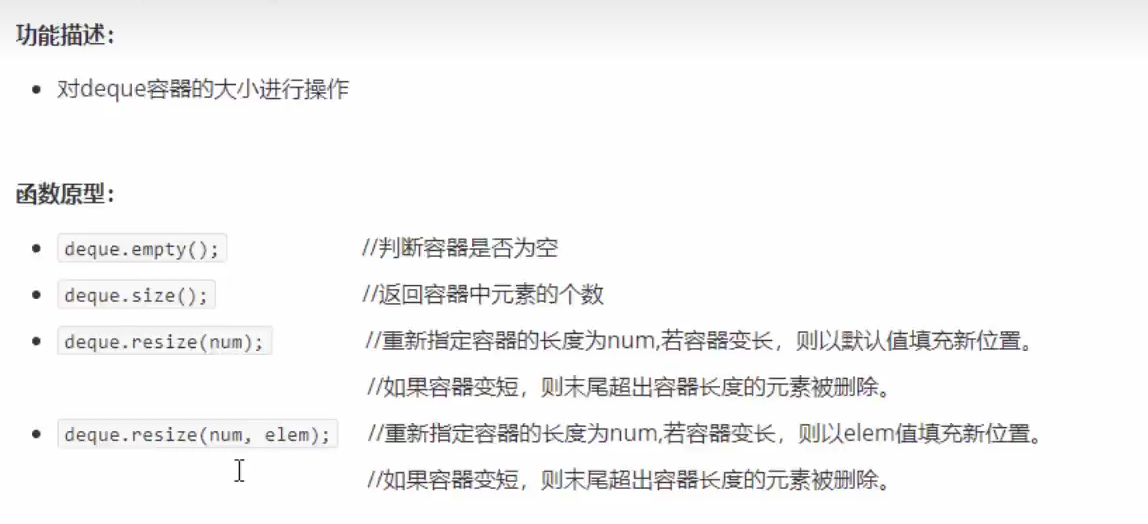 功能描述：
对deque容器的大小进行操作
函数原型：
deque.empty(); //判断容器是否为空
deque.size(); //返回容器中元素的个数
deque.resize(num); //重新指定容器的长度为num,若容器变长，则以默认值填充新位置。
//如果容器变短，则末尾超出容器长度的元素被删除。
deque.resize(num, elem); //重新指定容器的长度为num,若容器变长，则以elem值填充新位置。
//如果容器变短，则末尾超出容器长度的元素被删除。